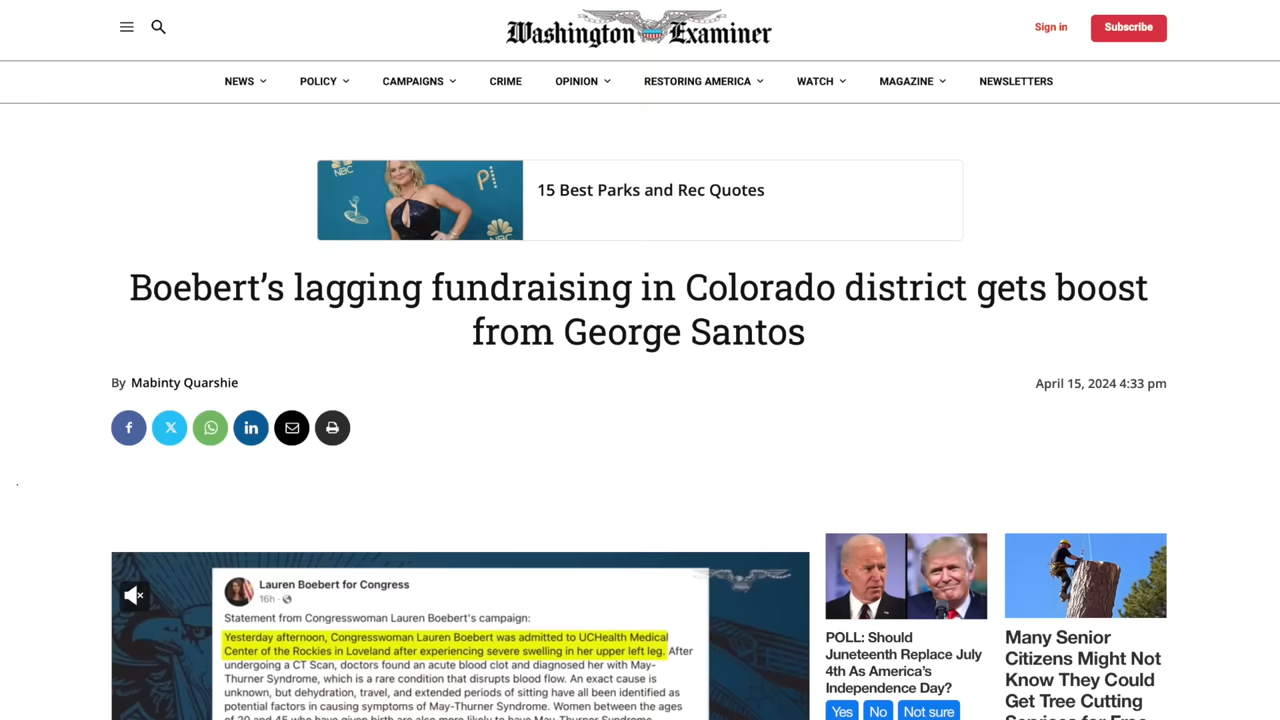 Washington Examiner
Sign in
Subscribe
NEWS
POLICY
CAMPAIGNS
CRIME
OPINION
RESTORING AMERICA
WATCH
MAGAZINE
NEWSLETTERS
NBC
NBC
15 Best Parks and Rec Quotes
Boebert’s lagging fundraising in Colorado district gets boost
from George Santos
By Mabinty Quarshie
April 15, 2024 4:33 pm
Lauren Boebert for Congress
16h ·
Statement from Congresswoman Lauren Boebert's campaign:
Yesterday afternoon, Congresswoman Lauren Boebert was admitted to UCHealth Medical
Center of the Rockies in Loveland after experiencing severe swelling in her upper left leg. After
undergoing a CT Scan, doctors found an acute blood clot and diagnosed her with May-
Thurner Syndrome, which is a rare condition that disrupts blood flow. An exact cause is
unknown, but dehydration, travel, and extended periods of sitting have all been identified as
potential factors in causing symptoms of May-Thurner Syndrome. Women between the ages
of 20 and 45 who have given birth are also more likely to have May-Thurner Syndrome
POLL: Should
Juneteenth Replace July
4th As America’s
Independence Day?
Yes
No
Not sure
Many Senior
Citizens Might Not
Know They Could
Get Tree Cutting
Services for Free